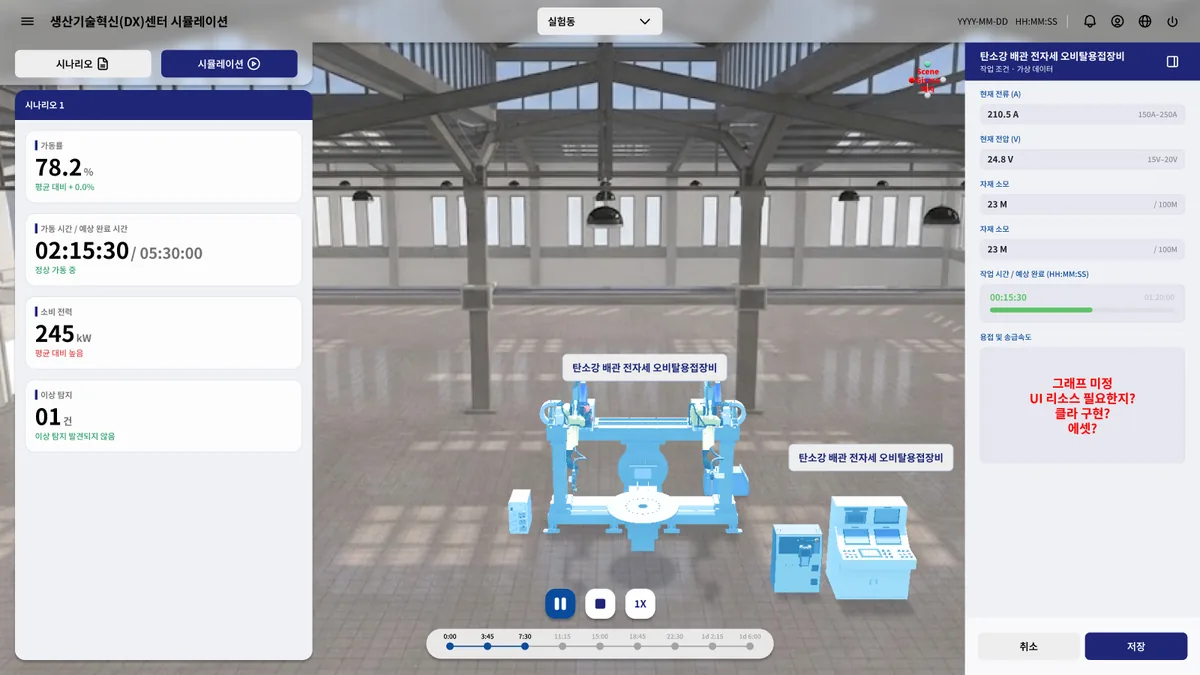 생산기술혁신(DX)센터 시뮬레이션
실험동
YYYY-MM-DD HH:MM:SS
시나리오
시뮬레이션
시나리오 1
가동률
78.2 %
평균 대비 + 0.0%
가동 시간 / 예상 완료 시간
02:15:30 / 05:30:00
정상 가동 중
소비 전력
245 kW
평균 대비 높음
이상 탐지
01 건
이상 탐지 발견되지 않음
Scene
탄소강 배관 전자세 오비탈용접장비
탄소강 배관 전자세 오비탈용접장비
1X
0:00 3:45 7:30 11:15 15:00 18:45 22:30 1d 2:15 1d 6:00
탄소강 배관 전자세 오비탈용접장비
작업 조건 - 가상 데이터
현재 전류 (A)
210.5 A 150A-250A
현재 전압 (V)
24.8 V 15V-20V
자재 소모
23 M / 100M
자재 소모
23 M / 100M
작업 시간 / 예상 완료 (HH:MM:SS)
00:15:30 01:20:00
용접 및 송급속도
그래프 미정
UI 리소스 필요한지?
클라 구현?
에셋?
취소
저장